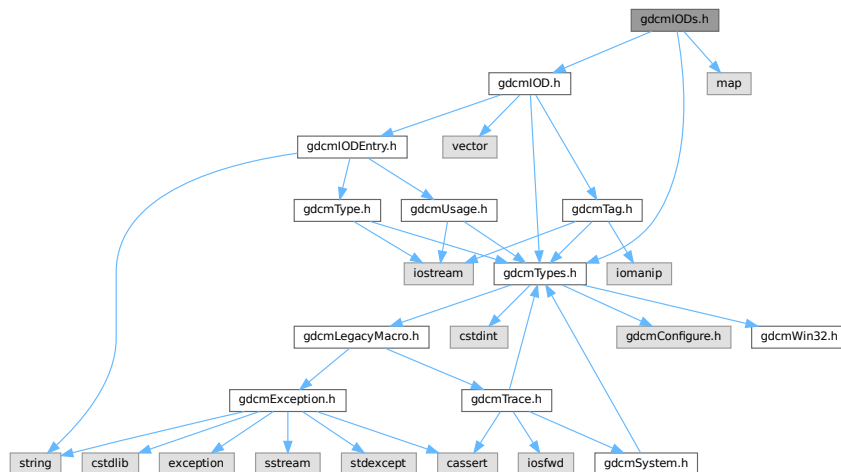 gdcmIODs.h
gdcmIOD.h
map
gdcmIODEntry.h
vector
gdcmType.h
gdcmUsage.h
gdcmTag.h
iostream
gdcmTypes.h
iomanip
gdcmLegacyMacro.h
cstdint
gdcmConfigure.h
gdcmWin32.h
gdcmException.h
gdcmTrace.h
string
cstdlib
exception
sstream
stdexcept
cassert
iosfwd
gdcmSystem.h